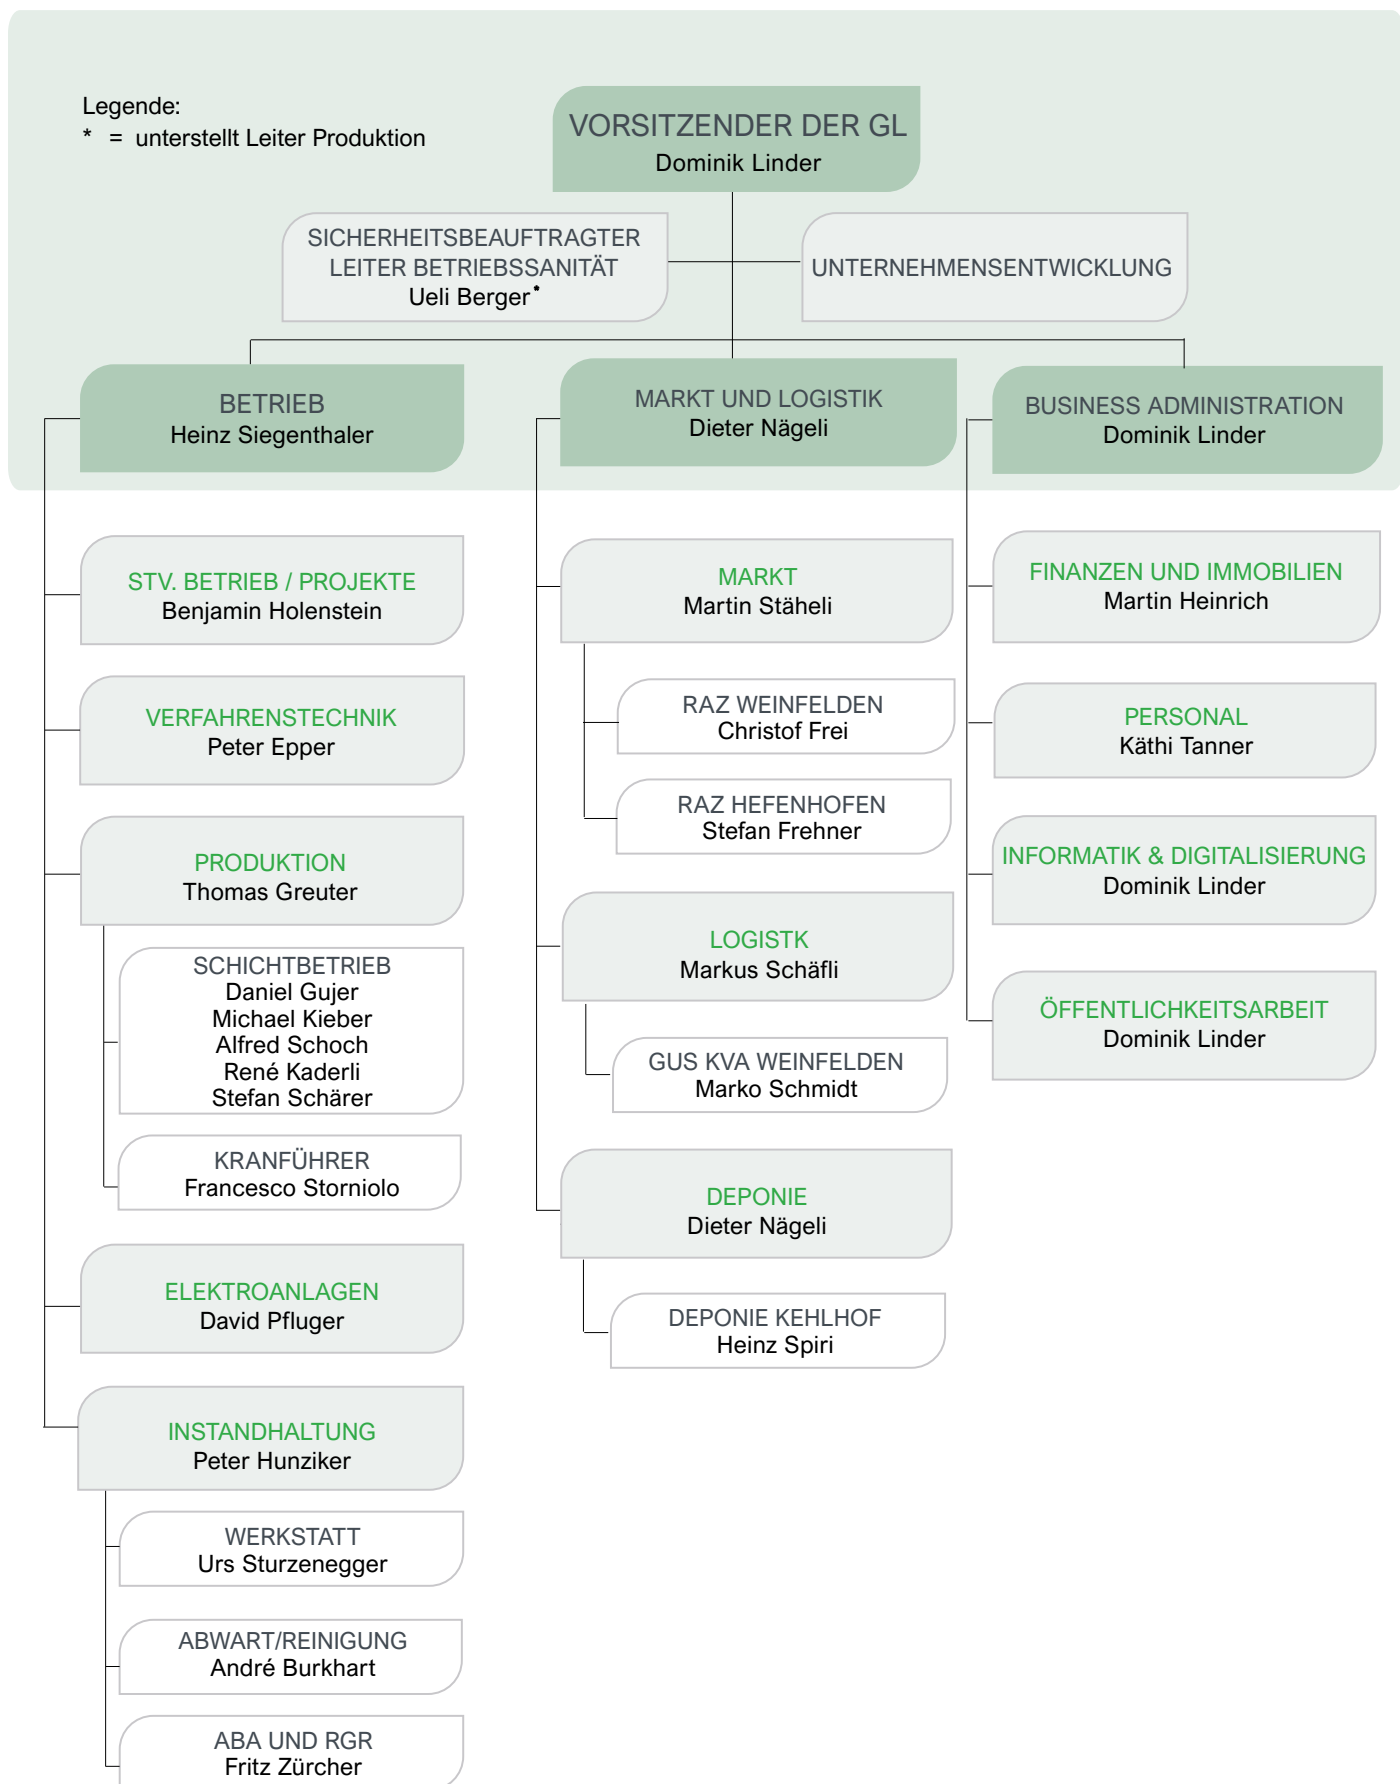 Legende:
* = unterstellt Leiter Produktion
VORSITZENDER DER GL
Dominik Linder
SICHERHEITSBEAUFTRAGTER
LEITER BETRIEBSSANITÄT
Ueli Berger*
UNTERNEHMENSENTWICKLUNG
BETRIEB
Heinz Siegenthaler
STV. BETRIEB / PROJEKTE
Benjamin Holenstein
VERFAHRENSTECHNIK
Peter Epper
PRODUKTION
Thomas Greuter
SCHICHTBETRIEB
Daniel Gujer
Michael Kieber
Alfred Schoch
René Kaderli
Stefan Schärer
KRANFÜHRER
Francesco Storniolo
ELEKTROANLAGEN
David Pfluger
INSTANDHALTUNG
Peter Hunziker
WERKSTATT
Urs Sturzenegger
ABWART/REINIGUNG
André Burkhart
ABA UND RGR
Fritz Zürcher
MARKT UND LOGISTIK
Dieter Nägeli
MARKT
Martin Stäheli
RAZ WEINFELDEN
Christof Frei
RAZ HEFENHOFEN
Stefan Frehner
LOGISTK
Markus Schäfli
GUS KVA WEINFELDEN
Marko Schmidt
DEPONIE
Dieter Nägeli
DEPONIE KEHLHOF
Heinz Spiri
BUSINESS ADMINISTRATION
Dominik Linder
FINANZEN UND IMMOBILIEN
Martin Heinrich
PERSONAL
Käthi Tanner
INFORMATIK & DIGITALISIERUNG
Dominik Linder
ÖFFENTLICHKEITSARBEIT
Dominik Linder